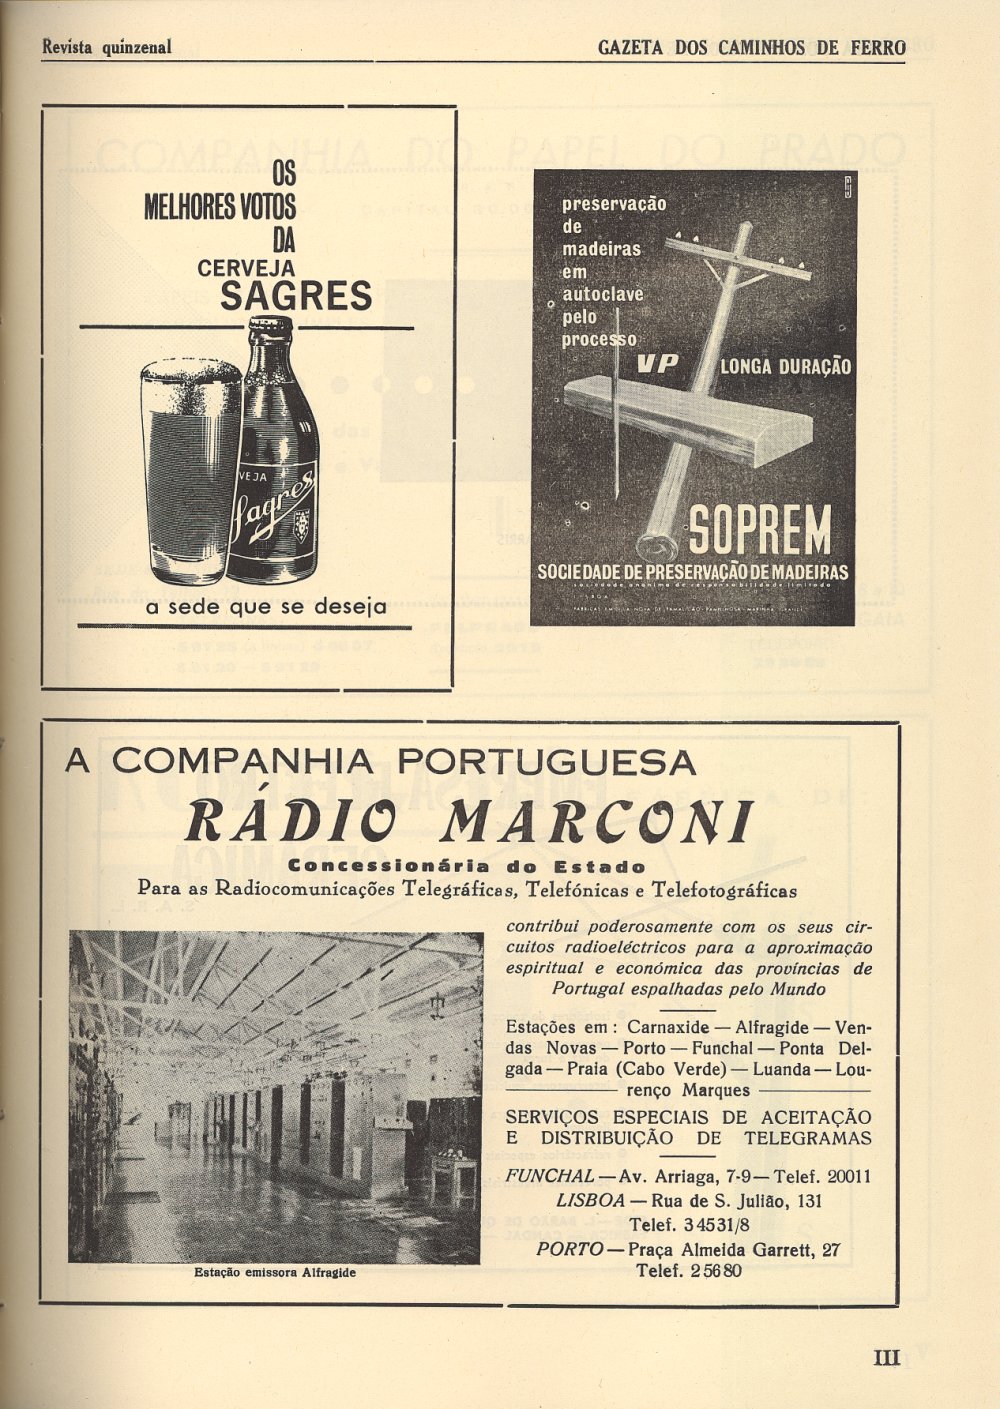 Revista quinzenal
GAZETA DOS CAMINHOS DE FERRO
OS
MELHORES VOTOS
DA
CERVEJA
SAGRES
VEJA
Sagres
a sede que se deseja
preservação
de
madeiras
em
autoclave
pelo
processo
VP LONGA DURAÇÃO
SOPREM
SOCIEDADE DE PRESERVAÇÃO DE MADEIRAS
sociedade anónima de responsabilidade limitada
LISBOA
A COMPANHIA PORTUGUESA
RÁDIO MARCONI
Concessionária do Estado
Para as Radiocomunicações Telegráficas, Telefónicas e Telefotográficas
contribui poderosamente com os seus cir-
cuitos radioeléctricos para a aproximação
espiritual e económica das províncias de
Portugal espalhadas pelo Mundo
Estações em : Carnaxide — Alfragide — Ven-
das Novas — Porto — Funchal — Ponta Del-
gada — Praia (Cabo Verde) — Luanda — Lou-
renço Marques
SERVIÇOS ESPECIAIS DE ACEITAÇÃO
E DISTRIBUIÇÃO DE TELEGRAMAS
FUNCHAL — Av. Arriaga, 7-9 — Telef. 20011
LISBOA — Rua de S. Julião, 131
Telef. 34531/8
PORTO — Praça Almeida Garrett, 27
Telef. 25680
Estação emissora Alfragide
III